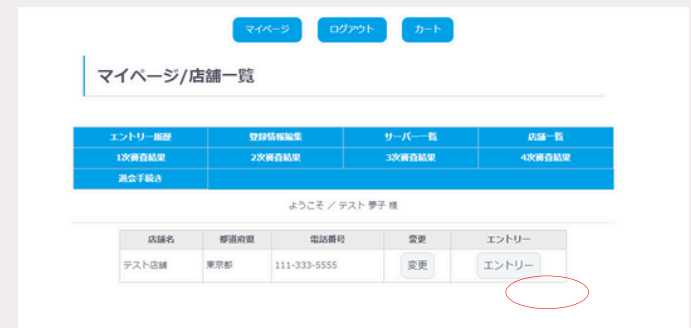 マイページ ログアウト カート
マイページ/店舗一覧
エントリー履歴 登録情報編集 サーバー一覧 店舗一覧
1次審査結果 2次審査結果 3次審査結果 4次審査結果
退会手続き
ようこそ ／ テスト 夢子 様
店舗名 都道府県 電話番号 変更 エントリー
テスト店舗 東京都 111-333-5555 変更 エントリー